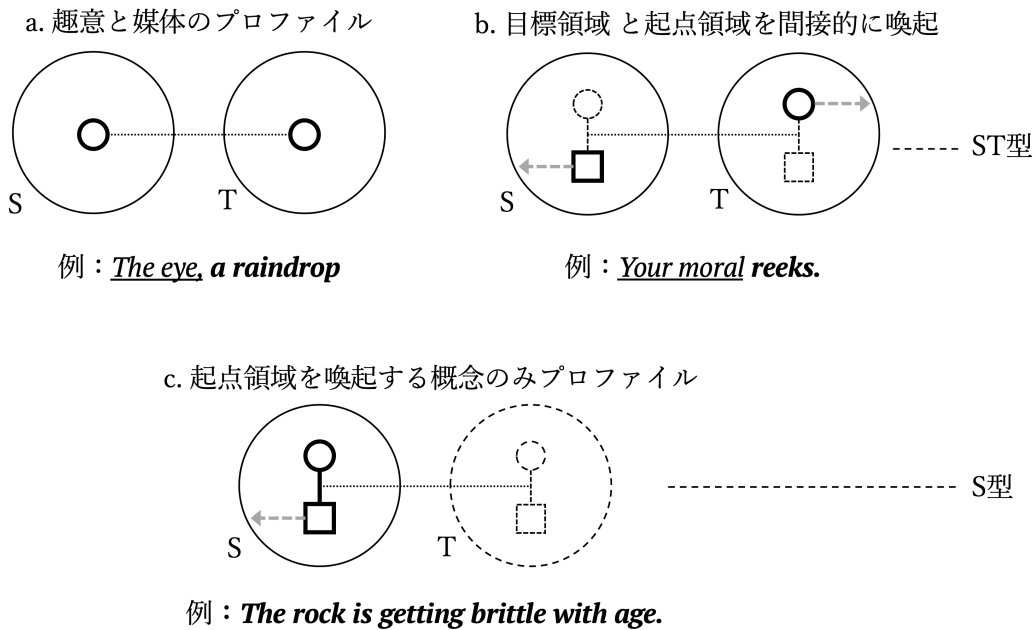 a. 趣意と媒体のプロファイル
b. 目標領域 と起点領域を間接的に喚起
S
T
S
T
ST型
例：The eye, a raindrop
例：Your moral reeks.
c. 起点領域を喚起する概念のみプロファイル
S
T
S型
例：The rock is getting brittle with age.